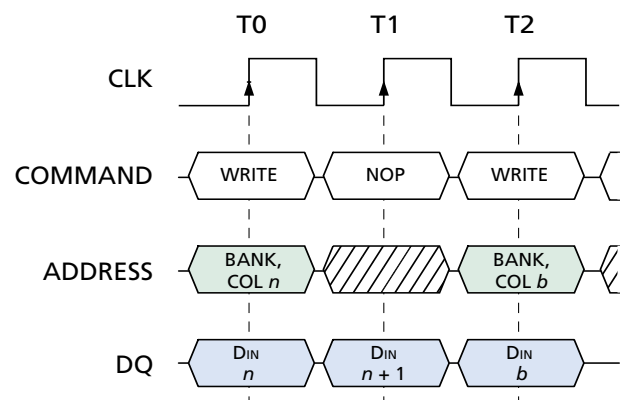 T0 T1 T2
CLK
COMMAND WRITE NOP WRITE
ADDRESS BANK, COL n BANK, COL b
DQ DIN n DIN n + 1 DIN b